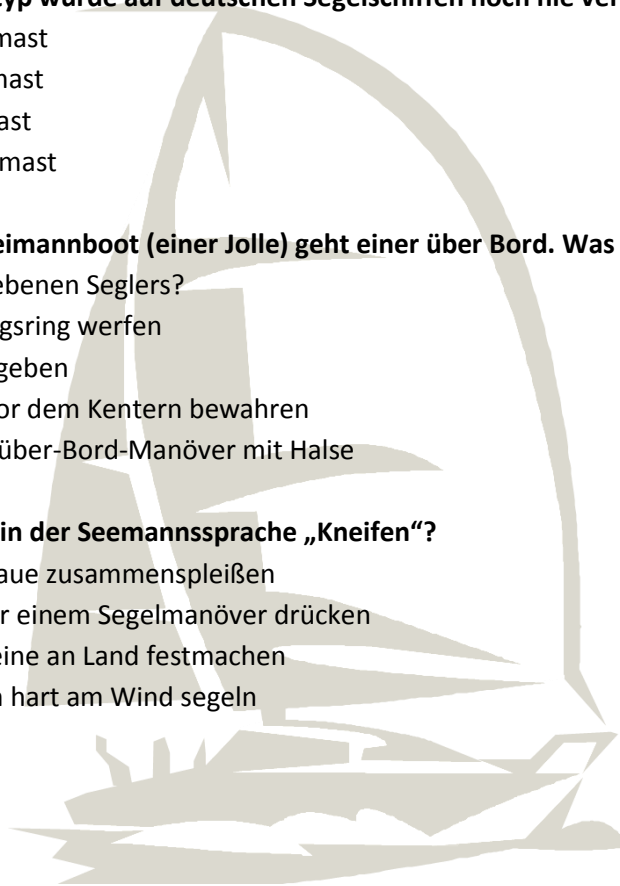 typ wurde auf deutschen Segelschiffen noch nie ver
mast
mast
ast
mast
eimannboot (einer Jolle) geht einer über Bord. Was
ebenen Seglers?
gsring werfen
geben
or dem Kentern bewahren
über-Bord-Manöver mit Halse
in der Seemannssprache „Kneifen“?
aue zusammenspleißen
r einem Segelmanöver drücken
eine an Land festmachen
n hart am Wind segeln